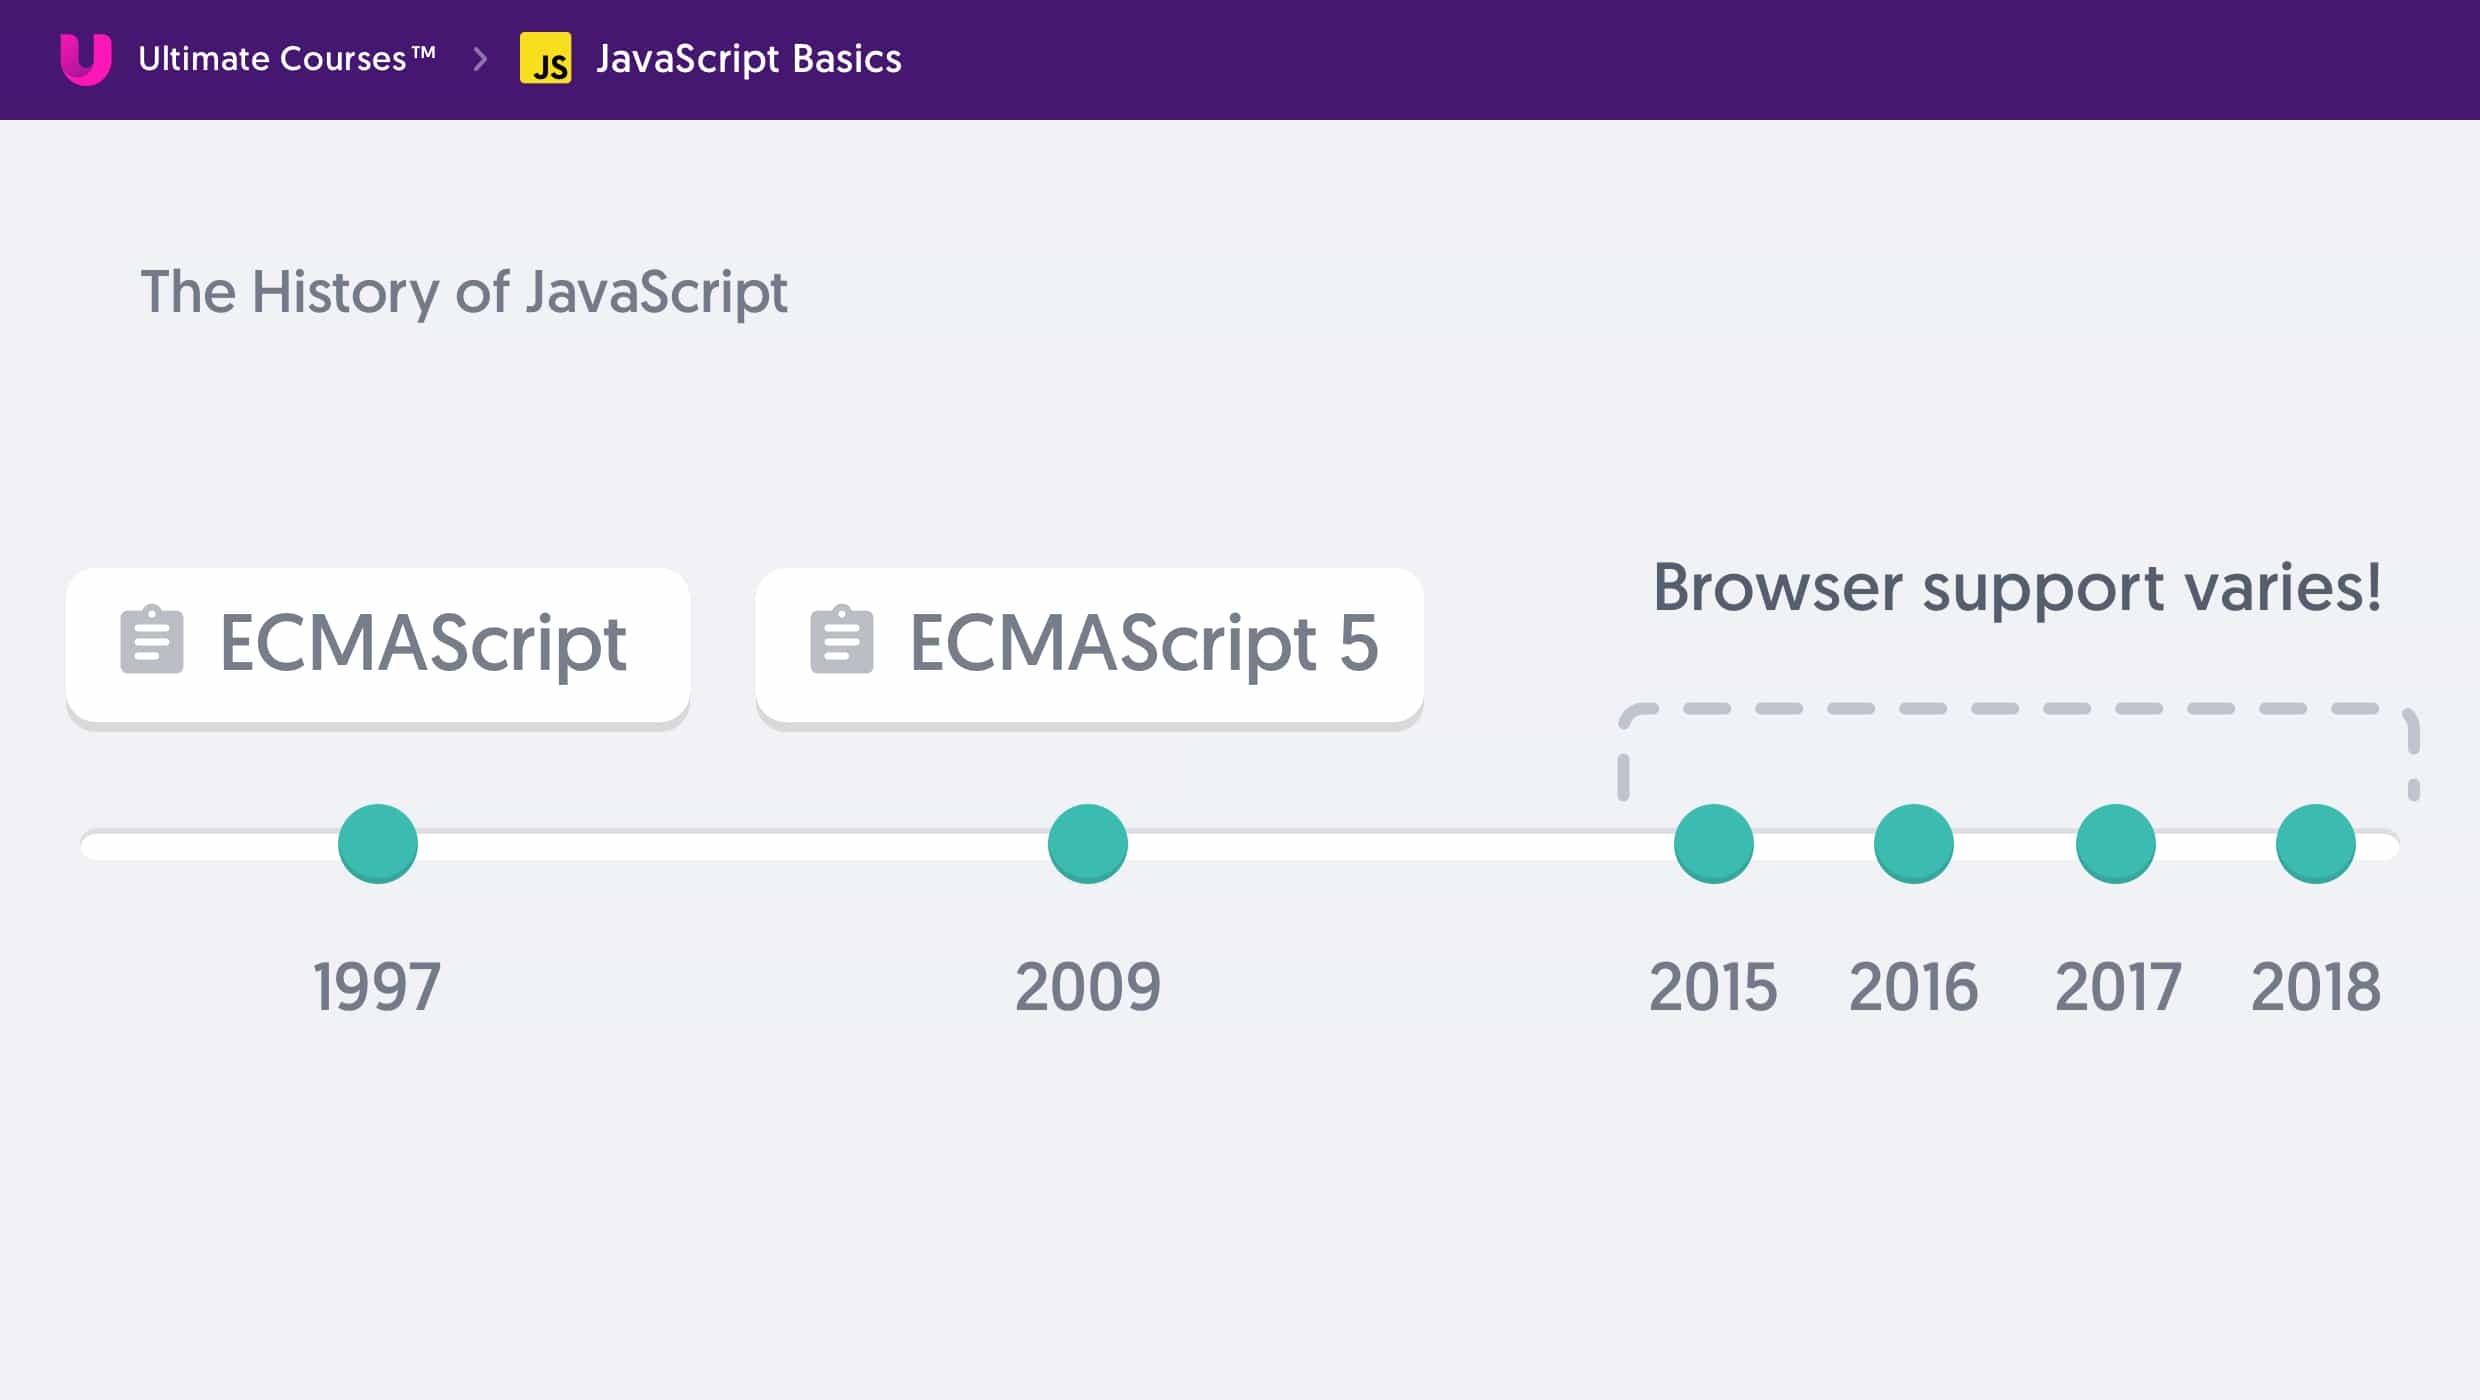 Ultimate Courses™ > JS JavaScript Basics
The History of JavaScript
Browser support varies!
ECMAScript ECMAScript 5
1997 2009 2015 2016 2017 2018